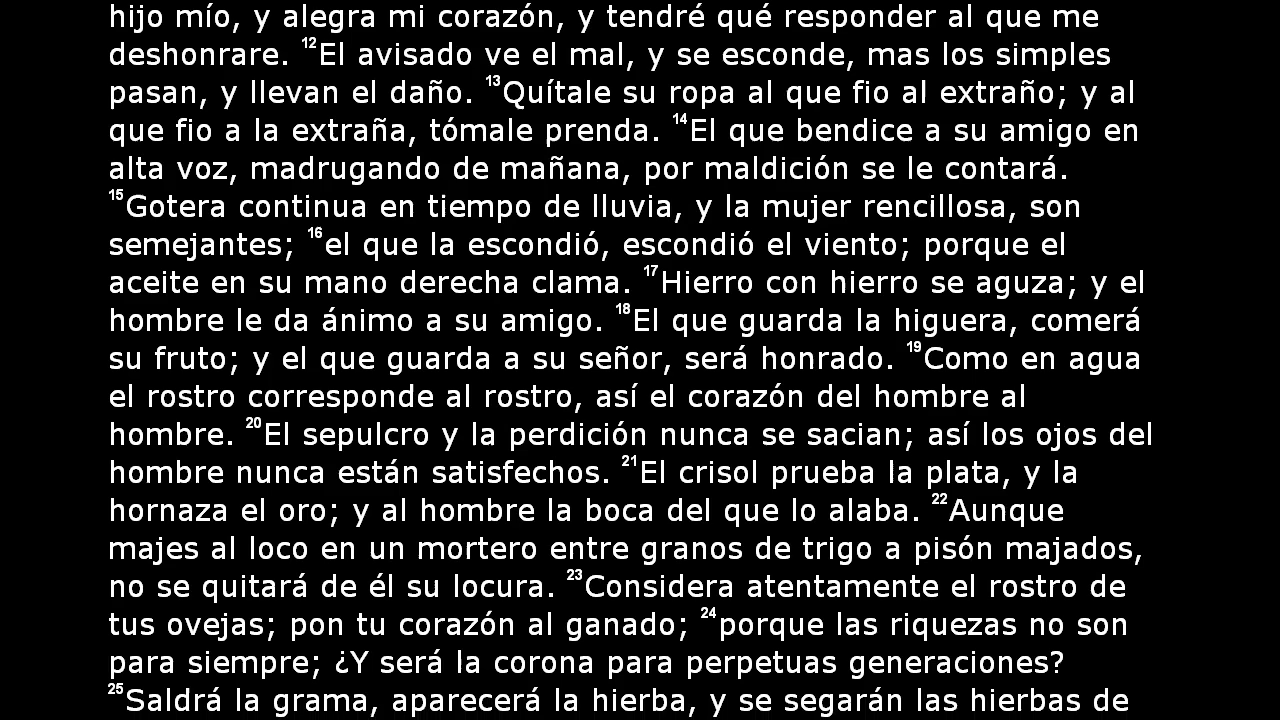 hijo mío, y alegra mi corazón, y tendré qué responder al que me
deshonrare. 12El avisado ve el mal, y se esconde, mas los simples
pasan, y llevan el daño. 13Quítale su ropa al que fio al extraño; y al
que fio a la extraña, tómale prenda. 14El que bendice a su amigo en
alta voz, madrugando de mañana, por maldición se le contará.
15Gotera continua en tiempo de lluvia, y la mujer rencillosa, son
semejantes; 16el que la escondió, escondió el viento; porque el
aceite en su mano derecha clama. 17Hierro con hierro se aguza; y el
hombre le da ánimo a su amigo. 18El que guarda la higuera, comerá
su fruto; y el que guarda a su señor, será honrado. 19Como en agua
el rostro corresponde al rostro, así el corazón del hombre al
hombre. 20El sepulcro y la perdición nunca se sacian; así los ojos del
hombre nunca están satisfechos. 21El crisol prueba la plata, y la
hornaza el oro; y al hombre la boca del que lo alaba. 22Aunque
majes al loco en un mortero entre granos de trigo a pisón majados,
no se quitará de él su locura. 23Considera atentamente el rostro de
tus ovejas; pon tu corazón al ganado; 24porque las riquezas no son
para siempre; ¿Y será la corona para perpetuas generaciones?
25Saldrá la grama, aparecerá la hierba, y se segarán las hierbas de